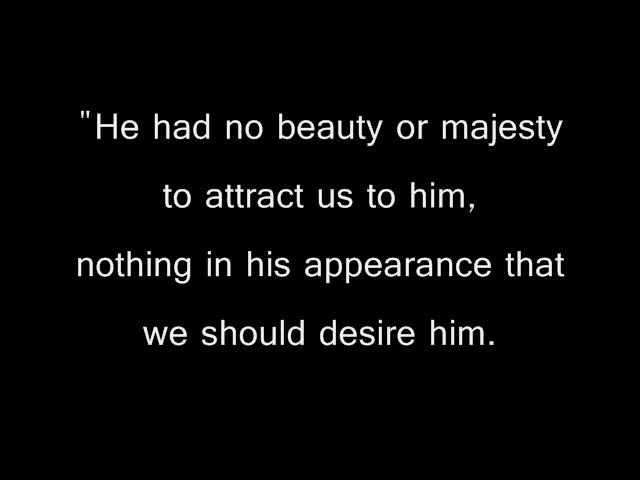 "He had no beauty or majesty
to attract us to him,
nothing in his appearance that
we should desire him.